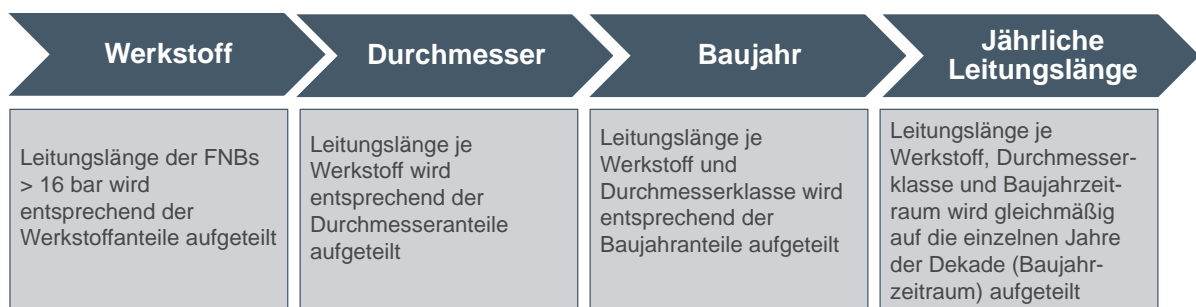 Werkstoff
Durchmesser
Baujahr
Jährliche
Leitungslänge
Leitungslänge der FNBs
> 16 bar wird
entsprechend der
Werkstoffanteile aufgeteilt
Leitungslänge je
Werkstoff wird
entsprechend der
Durchmesseranteile
aufgeteilt
Leitungslänge je
Werkstoff und
Durchmesserklasse wird
entsprechend der
Baujahranteile aufgeteilt
Leitungslänge je
Werkstoff, Durchmesser-
klasse und Baujahrzeit-
raum wird gleichmäßig
auf die einzelnen Jahre
der Dekade (Baujahr-
zeitraum) aufgeteilt